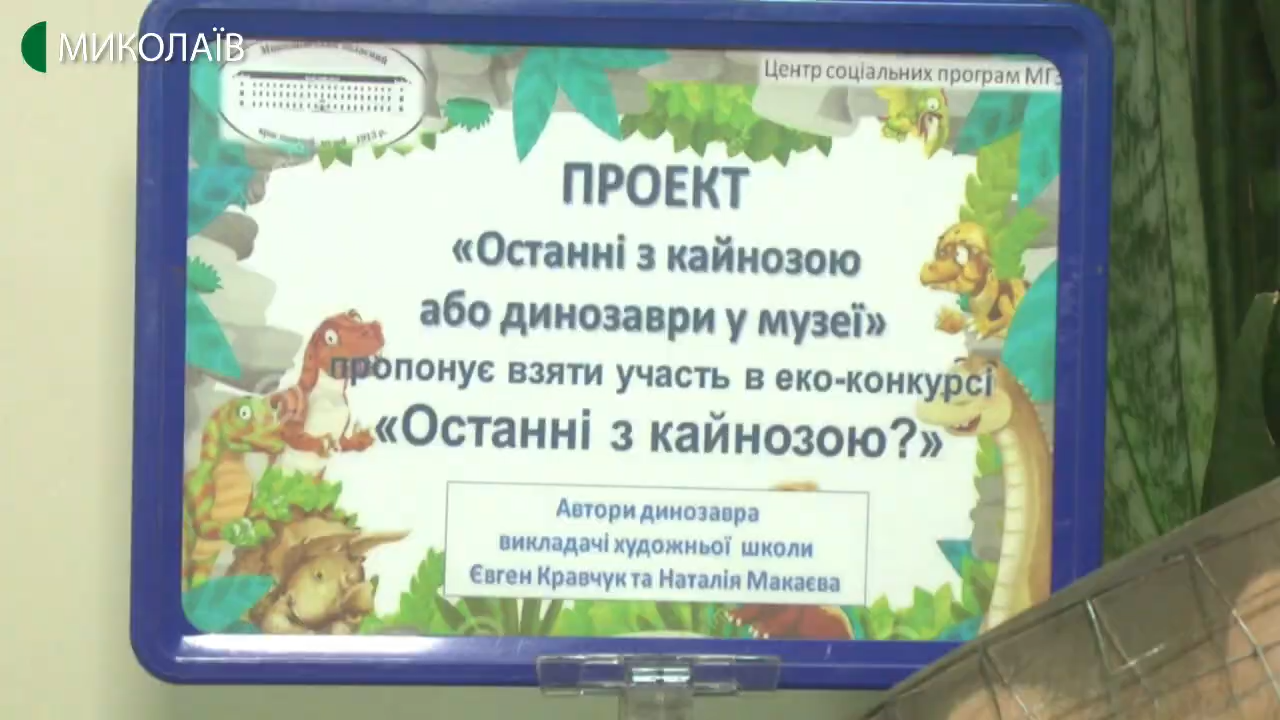 МИКОЛАЇВ
Центр соціальних програм
ПРОЕКТ
«Останні з кайнозою
або динозаври у музеї»
пропонує взяти участь в еко-конкурсі
«Останні з кайнозою?»
Автори динозавра
викладачі художньої школи
Євген Кравчук та Наталія Макаєва